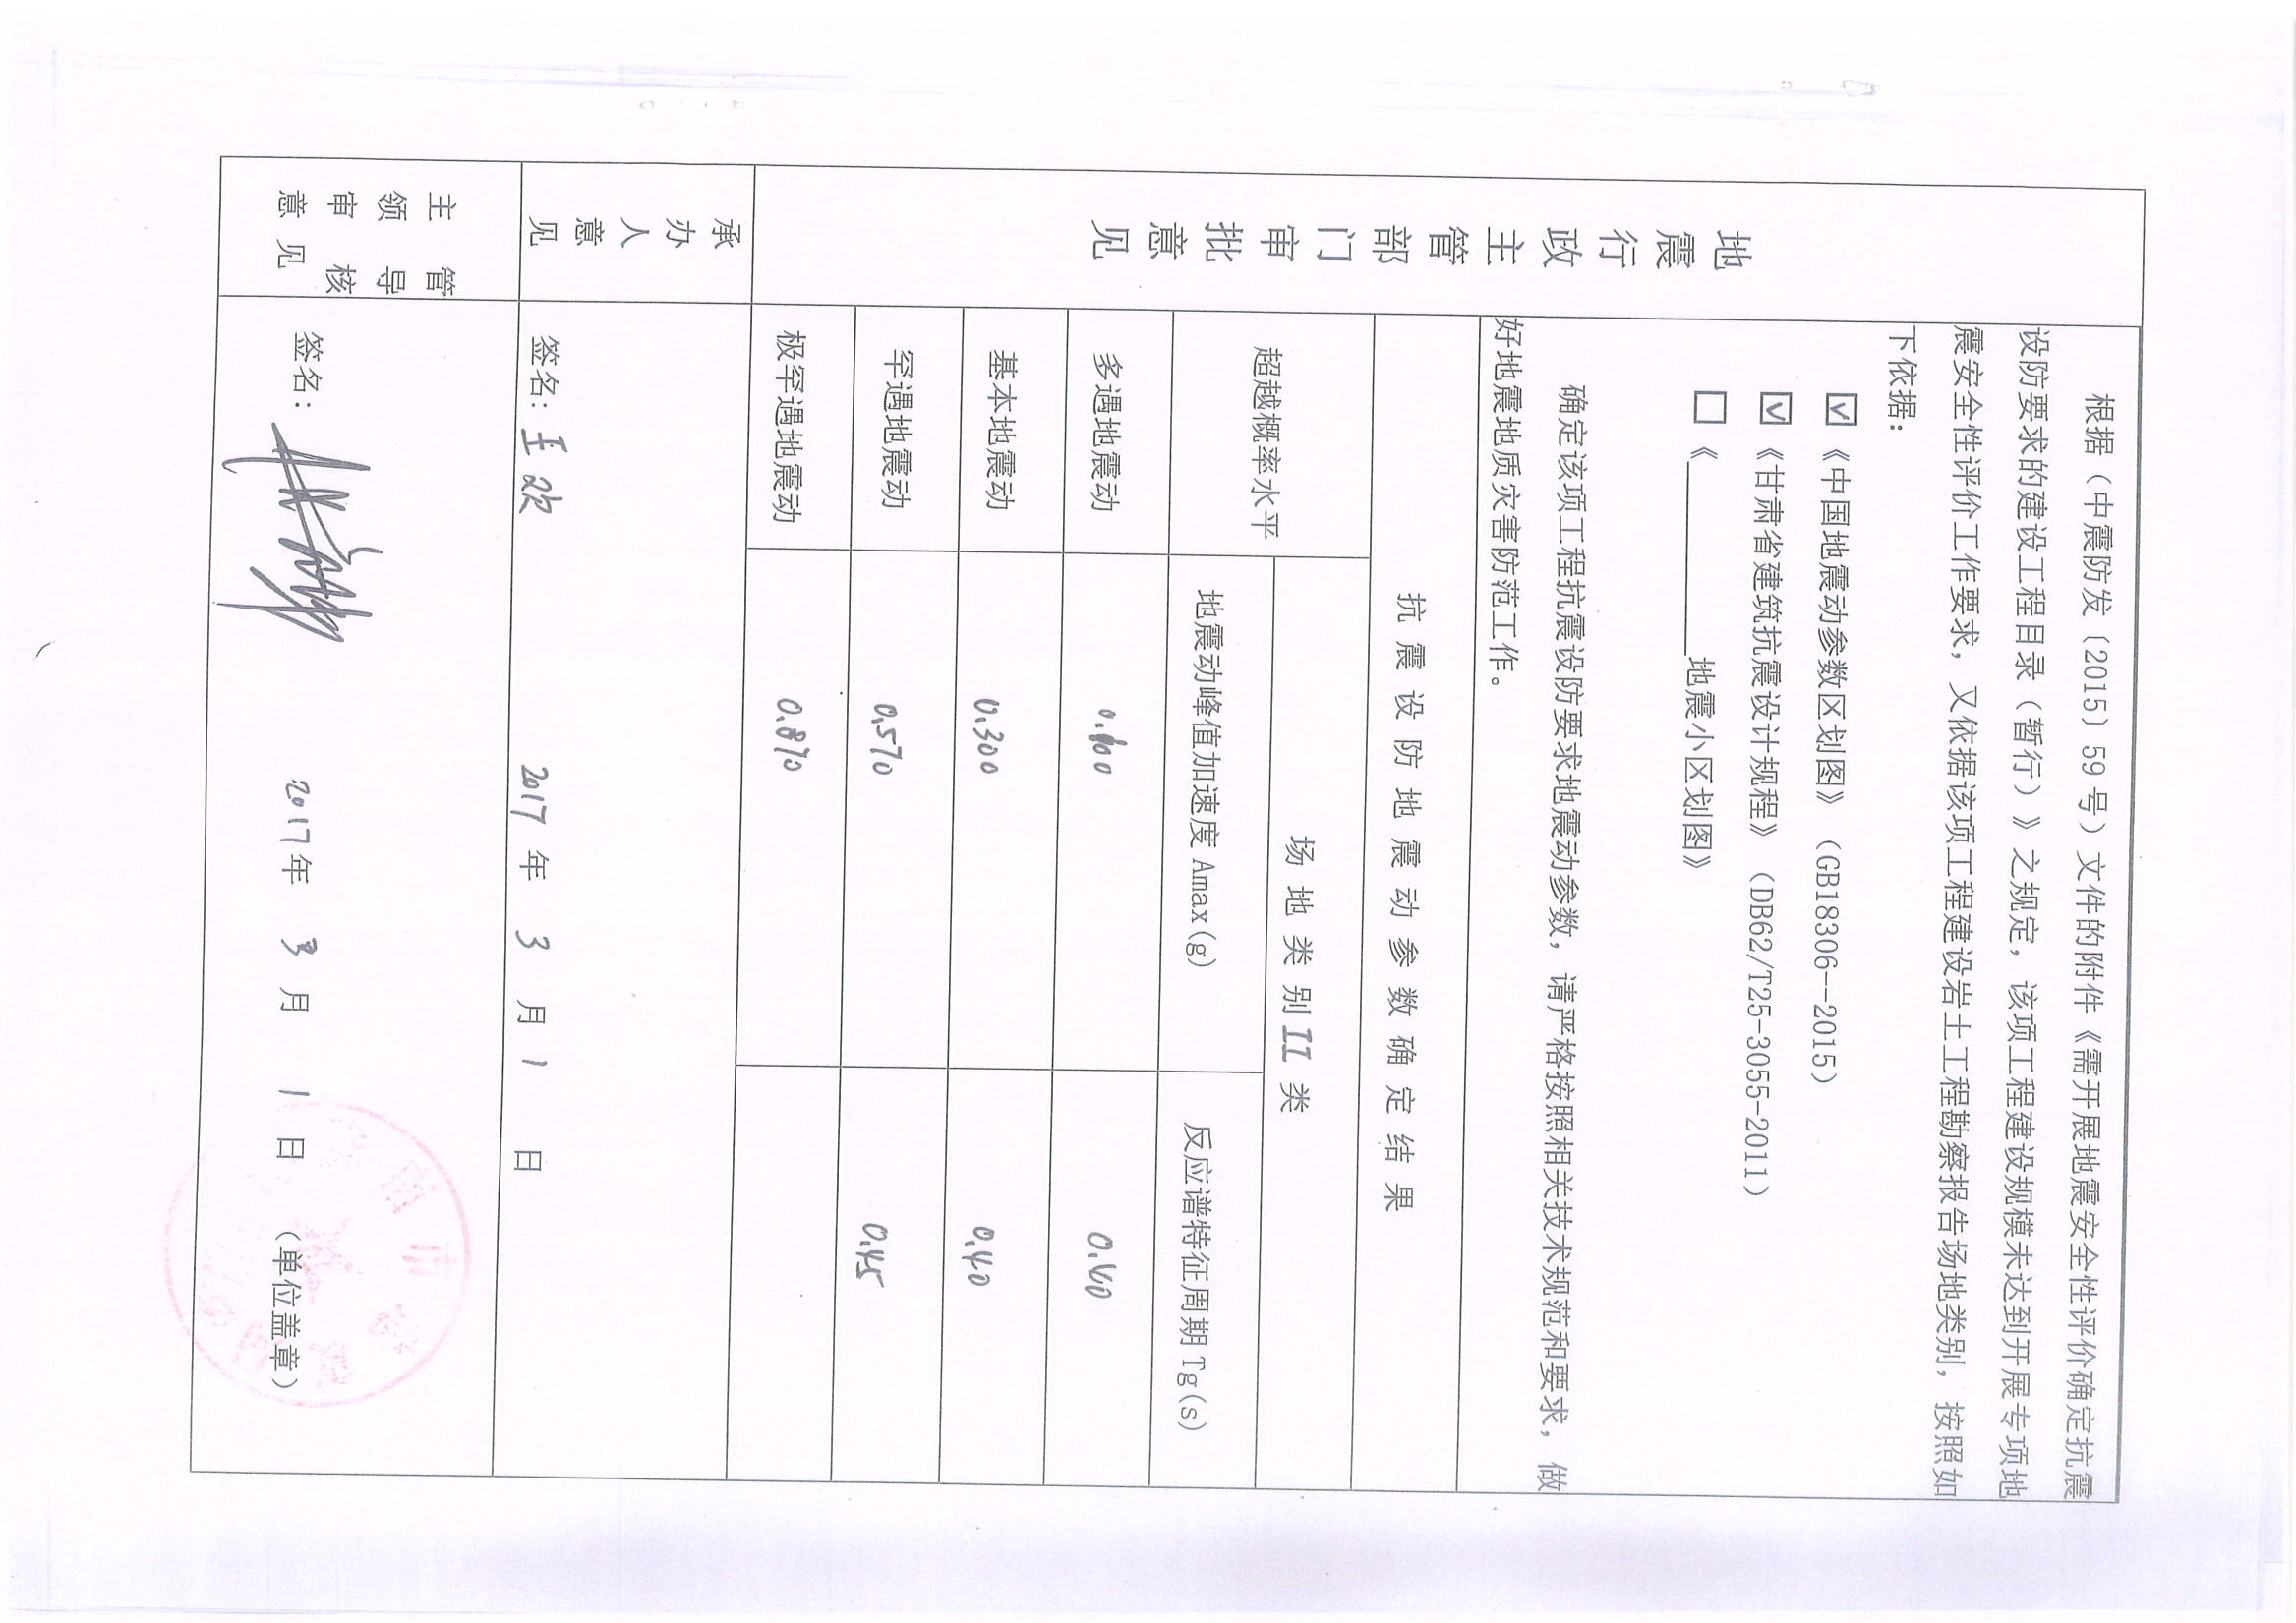 根据（中震防发〔2015〕59号）文件的附件《需开展地震安全性评价确定抗震
设防要求的建设工程目录（暂行）》之规定，该项工程建设规模未达到开展专项地
震安全性评价工作要求，又依据该项工程建设岩土工程勘察报告场地类别，按照如
下依据：
☑《中国地震动参数区划图》（GB18306--2015）
☑《甘肃省建筑抗震设计规程》（DB62/T25-3055-2011）
☐《____________地震小区划图》
确定该项工程抗震设防要求地震动参数，请严格按照相关技术规范和要求，做
好地震地质灾害防范工作。
地震行政主管部门审批意见
抗震设防地震动参数确定结果
超越概率水平
场地类别II类
地震动峰值加速度Amax(g)
反应谱特征周期Tg(s)
多遇地震动 0.100 0.40
基本地震动 0.300 0.40
罕遇地震动 0.570 0.45
极罕遇地震动 0.870
承办人意见
签名: 王欢 2017年3月1日
主管
领导
审核
意见
签名: 2017年3月1日（单位盖章）
市